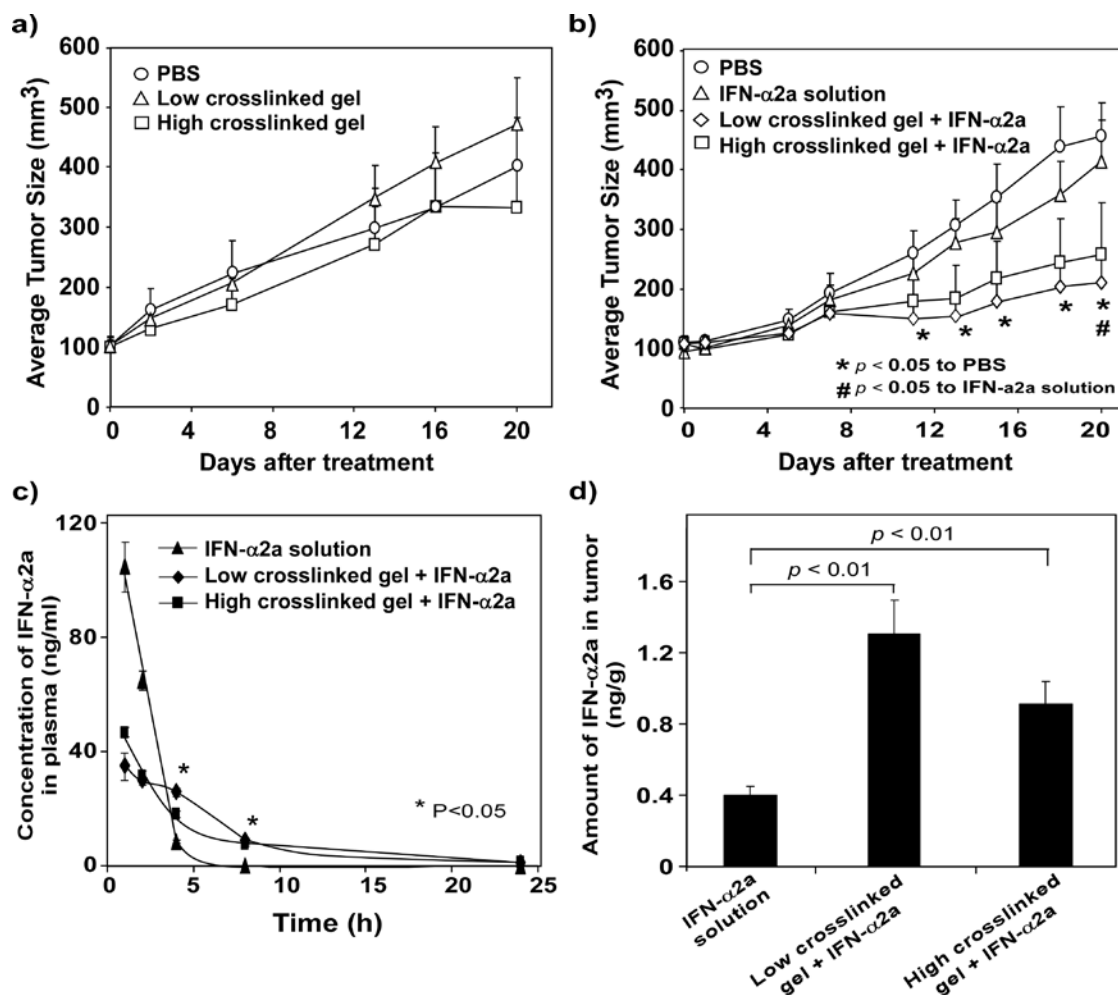 a)
600
500
400
300
200
100
0
Average Tumor Size (mm³)
PBS
Low crosslinked gel
High crosslinked gel
0 4 8 12 16 20
Days after treatment
b)
600
500
400
300
200
100
0
Average Tumor Size (mm³)
PBS
IFN-α2a solution
Low crosslinked gel + IFN-α2a
High crosslinked gel + IFN-α2a
* * * * *
#
* p < 0.05 to PBS
# p < 0.05 to IFN-a2a solution
0 4 8 12 16 20
Days after treatment
c)
120
80
40
0
Concentration of IFN-α2a
in plasma (ng/ml)
IFN-α2a solution
Low crosslinked gel + IFN-α2a
High crosslinked gel + IFN-α2a
*
*
* P<0.05
0 5 10 15 20 25
Time (h)
d)
1.6
1.2
0.8
0.4
0
Amount of IFN-α2a in tumor
(ng/g)
p < 0.01
p < 0.01
IFN-α2a
solution
Low crosslinked
gel + IFN-α2a
High crosslinked
gel + IFN-α2a